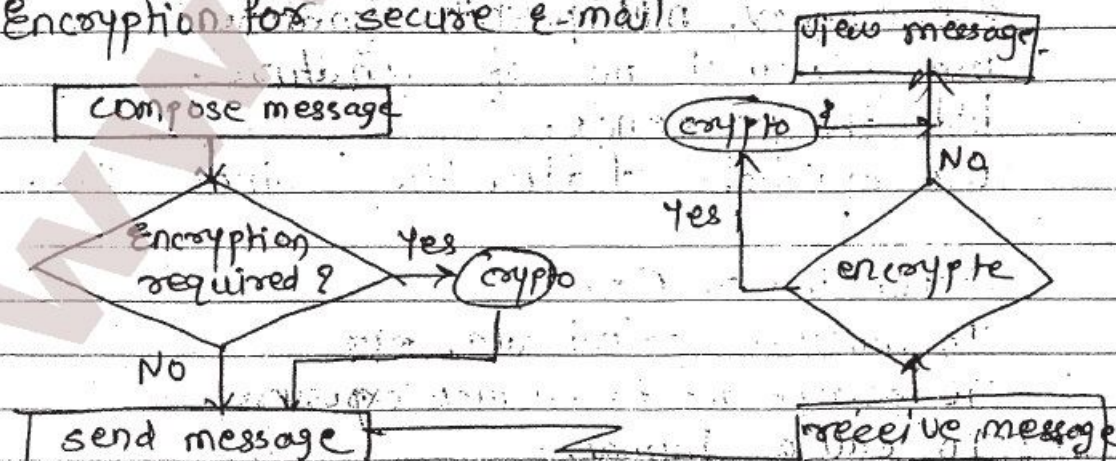 Encryption for secure e-mail
compose message
Encryption
required ?
Yes
crypto
No
send message
view message.
crypto
No
Yes
encrypte
receive message